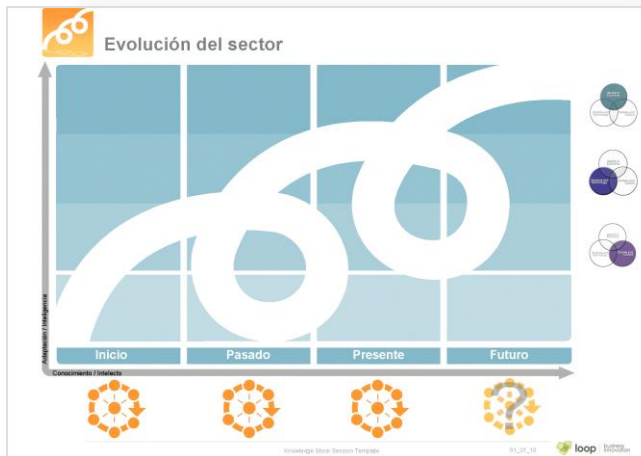 Evolución del sector
Adaptación / Inteligencia
Inicio
Pasado
Presente
Futuro
Conocimiento / Intelecto
?
Knowledge Stock Session Template
01_01_10
loop business innovation